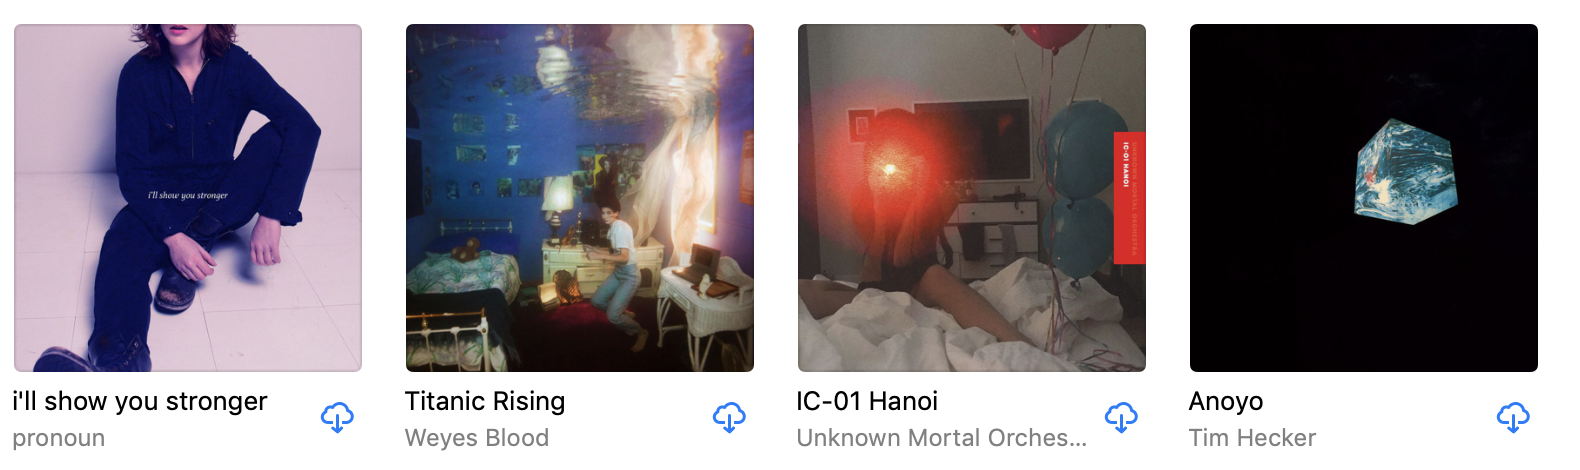 i'll show you stronger
IC-01 HANOI
UNKNOWN MORTAL ORCHESTRA
i'll show you stronger
pronoun
Titanic Rising
Weyes Blood
IC-01 Hanoi
Unknown Mortal Orches...
Anoyo
Tim Hecker